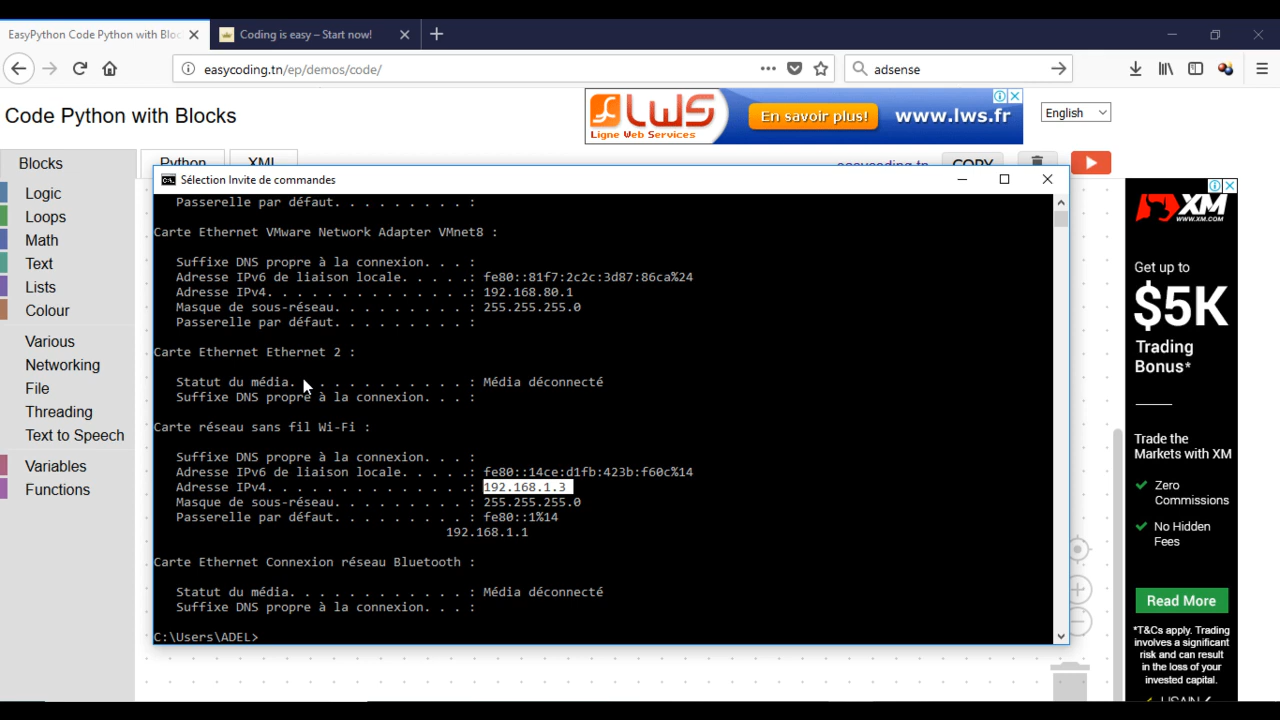 EasyPython Code Python with Bloc
Coding is easy – Start now!
easycoding.tn/ep/demos/code/
adsense
Code Python with Blocks
LWS
Ligne Web Services
En savoir plus!
www.lws.fr
English
Blocks
Python
XML
easycoding.tn
COPY
Logic
Loops
Math
Text
Lists
Colour
Various
Networking
File
Threading
Text to Speech
Variables
Functions
Sélection Invite de commandes
Passerelle par défaut. . . . . . . . . :
Carte Ethernet VMware Network Adapter VMnet8 :
Suffixe DNS propre à la connexion. . . :
Adresse IPv6 de liaison locale. . . . .: fe80::81f7:2c2c:3d87:86ca%24
Adresse IPv4. . . . . . . . . . . . . .: 192.168.80.1
Masque de sous-réseau. . . . . . . . . : 255.255.255.0
Passerelle par défaut. . . . . . . . . :
Carte Ethernet Ethernet 2 :
Statut du média. . . . . . . . . . . . : Média déconnecté
Suffixe DNS propre à la connexion. . . :
Carte réseau sans fil Wi-Fi :
Suffixe DNS propre à la connexion. . . :
Adresse IPv6 de liaison locale. . . . .: fe80::14ce:d1fb:423b:f60c%14
Adresse IPv4. . . . . . . . . . . . . .: 192.168.1.3
Masque de sous-réseau. . . . . . . . . : 255.255.255.0
Passerelle par défaut. . . . . . . . . : fe80::1%14
192.168.1.1
Carte Ethernet Connexion réseau Bluetooth :
Statut du média. . . . . . . . . . . . : Média déconnecté
Suffixe DNS propre à la connexion. . . :
C:\Users\ADEL>
XM
WWW.XM.COM
Get up to
$5K
Trading
Bonus*
Trade the
Markets with XM
Zero
Commissions
No Hidden
Fees
Read More
*T&Cs apply. Trading
involves a significant
risk and can result
in the loss of your
invested capital.